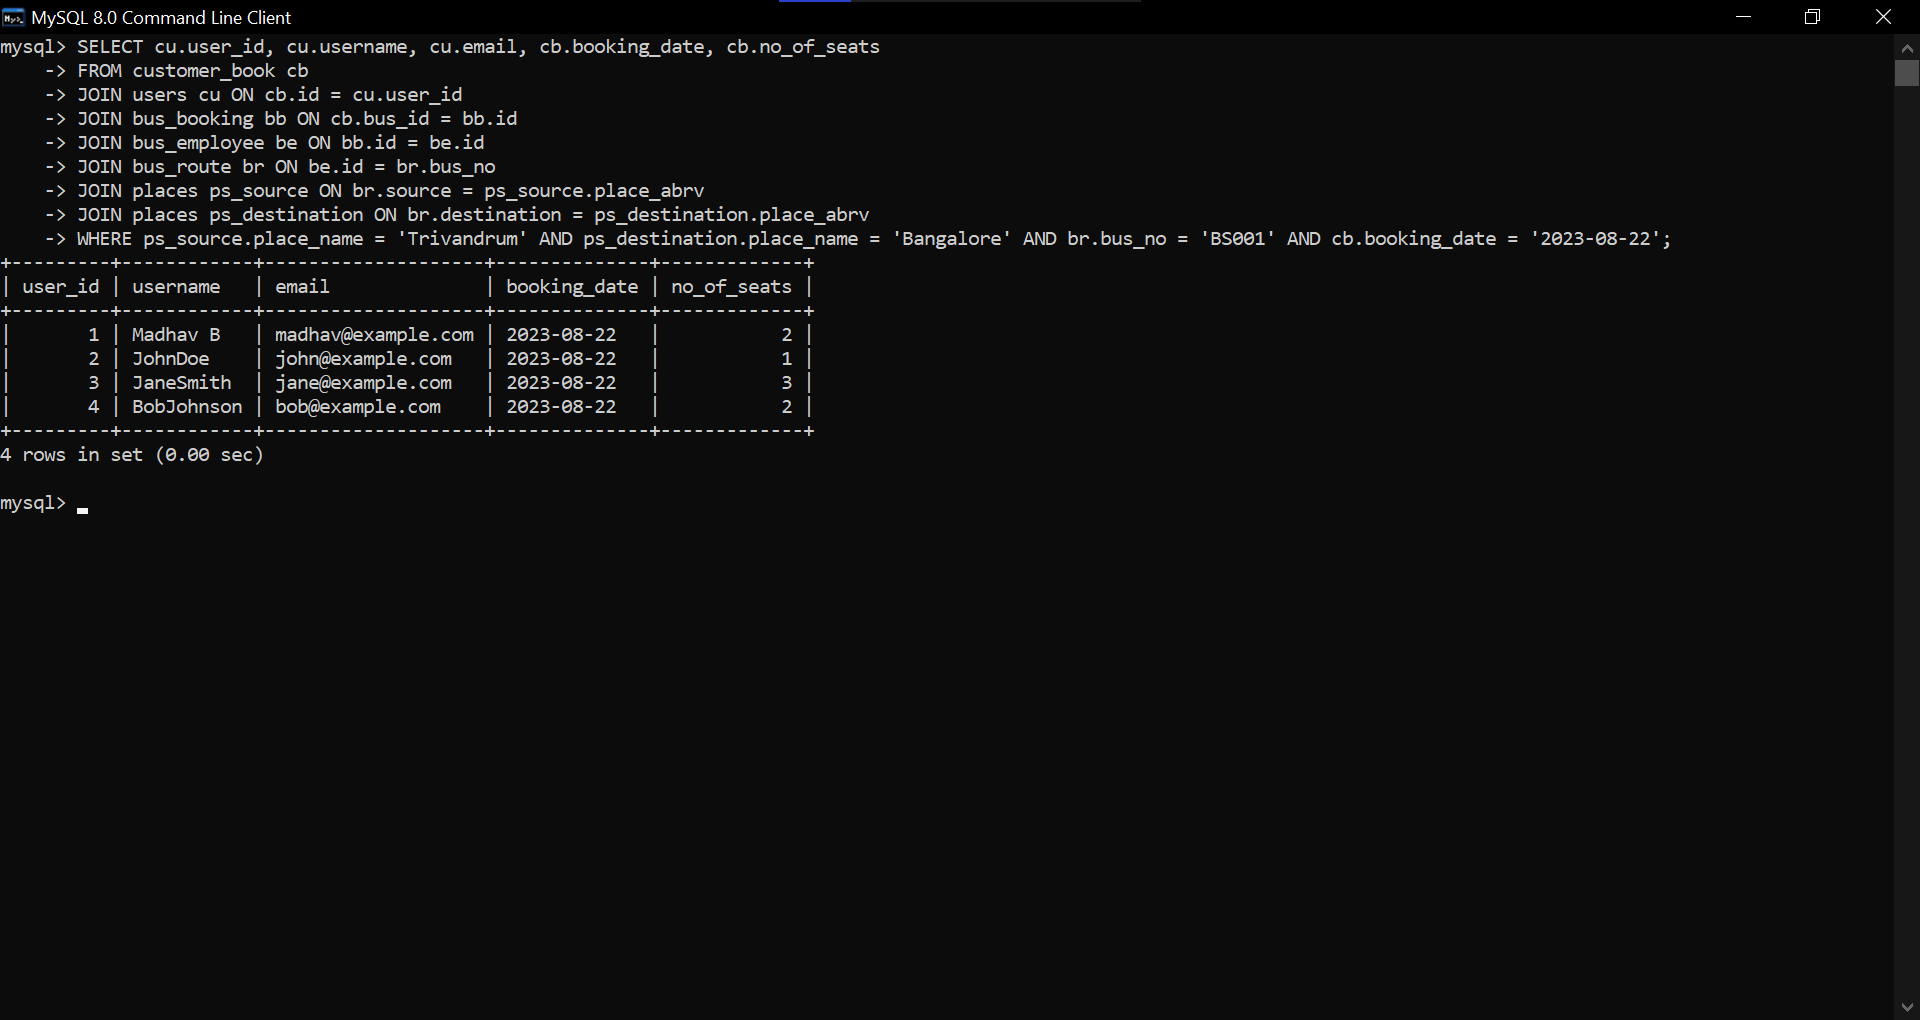 MySQL 8.0 Command Line Client
mysql> SELECT cu.user_id, cu.username, cu.email, cb.booking_date, cb.no_of_seats
    -> FROM customer_book cb
    -> JOIN users cu ON cb.id = cu.user_id
    -> JOIN bus_booking bb ON cb.bus_id = bb.id
    -> JOIN bus_employee be ON bb.id = be.id
    -> JOIN bus_route br ON be.id = br.bus_no
    -> JOIN places ps_source ON br.source = ps_source.place_abrv
    -> JOIN places ps_destination ON br.destination = ps_destination.place_abrv
    -> WHERE ps_source.place_name = 'Trivandrum' AND ps_destination.place_name = 'Bangalore' AND br.bus_no = 'BS001' AND cb.booking_date = '2023-08-22';
+---------+------------+--------------------+--------------+-------------+
| user_id | username   | email              | booking_date | no_of_seats |
+---------+------------+--------------------+--------------+-------------+
|       1 | Madhav B   | madhav@example.com | 2023-08-22   |           2 |
|       2 | JohnDoe    | john@example.com   | 2023-08-22   |           1 |
|       3 | JaneSmith  | jane@example.com   | 2023-08-22   |           3 |
|       4 | BobJohnson | bob@example.com    | 2023-08-22   |           2 |
+---------+------------+--------------------+--------------+-------------+
4 rows in set (0.00 sec)
mysql>